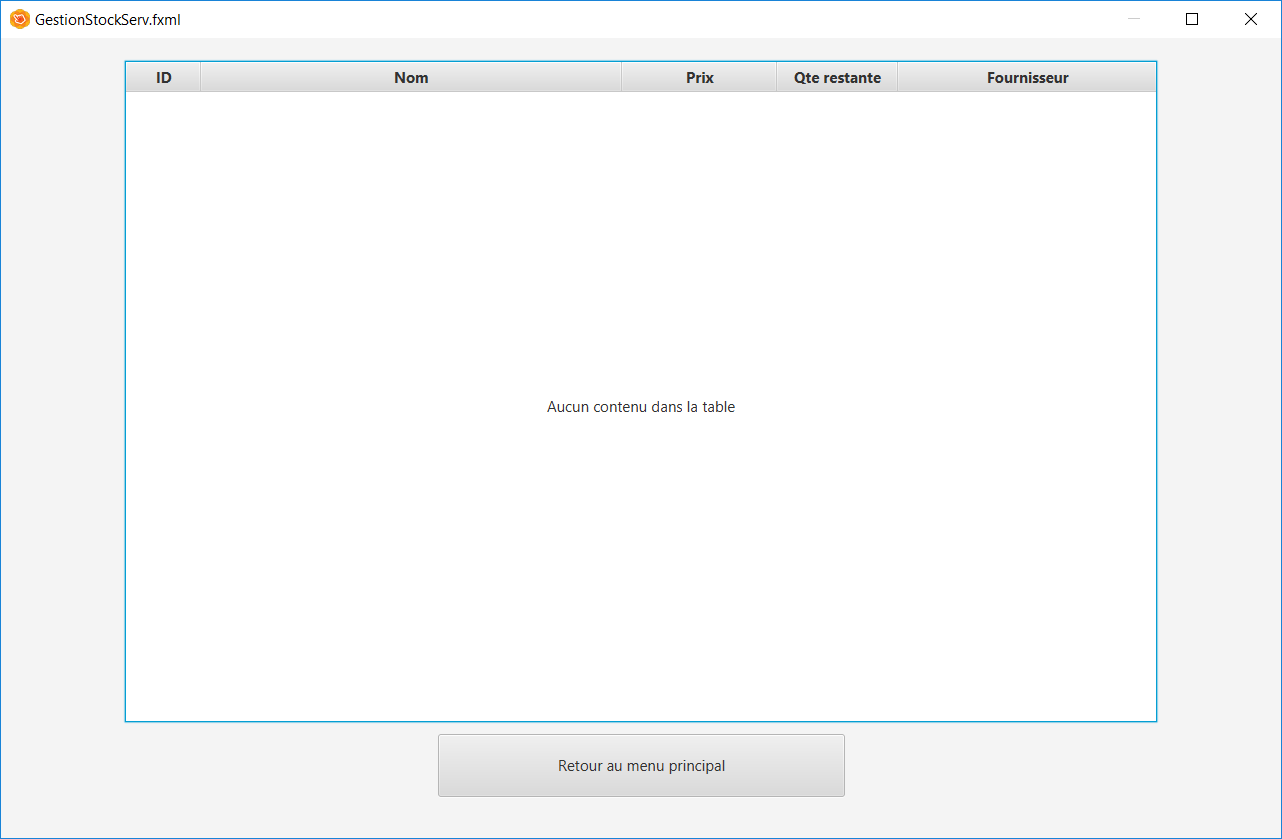 GestionStockServ.fxml
ID Nom Prix Qte restante Fournisseur
Aucun contenu dans la table
Retour au menu principal